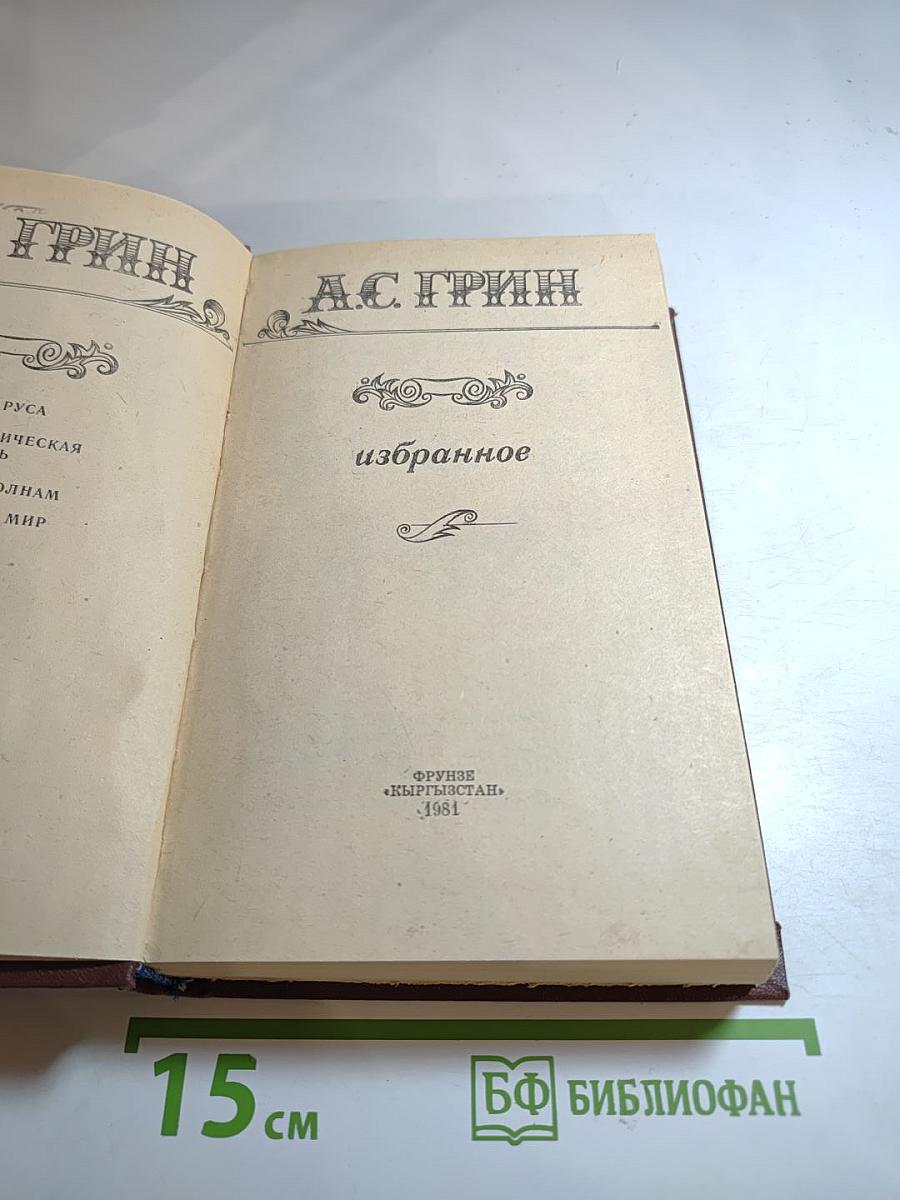 ГРИН
РУСА
ИЧЕСКАЯ
Ь
ОЛНАМ
МИР
А.С. ГРИН
избранное
ФРУНЗЕ
«КЫРГЫЗСТАН»
1981
15 см
БФ БИБЛИОФАН